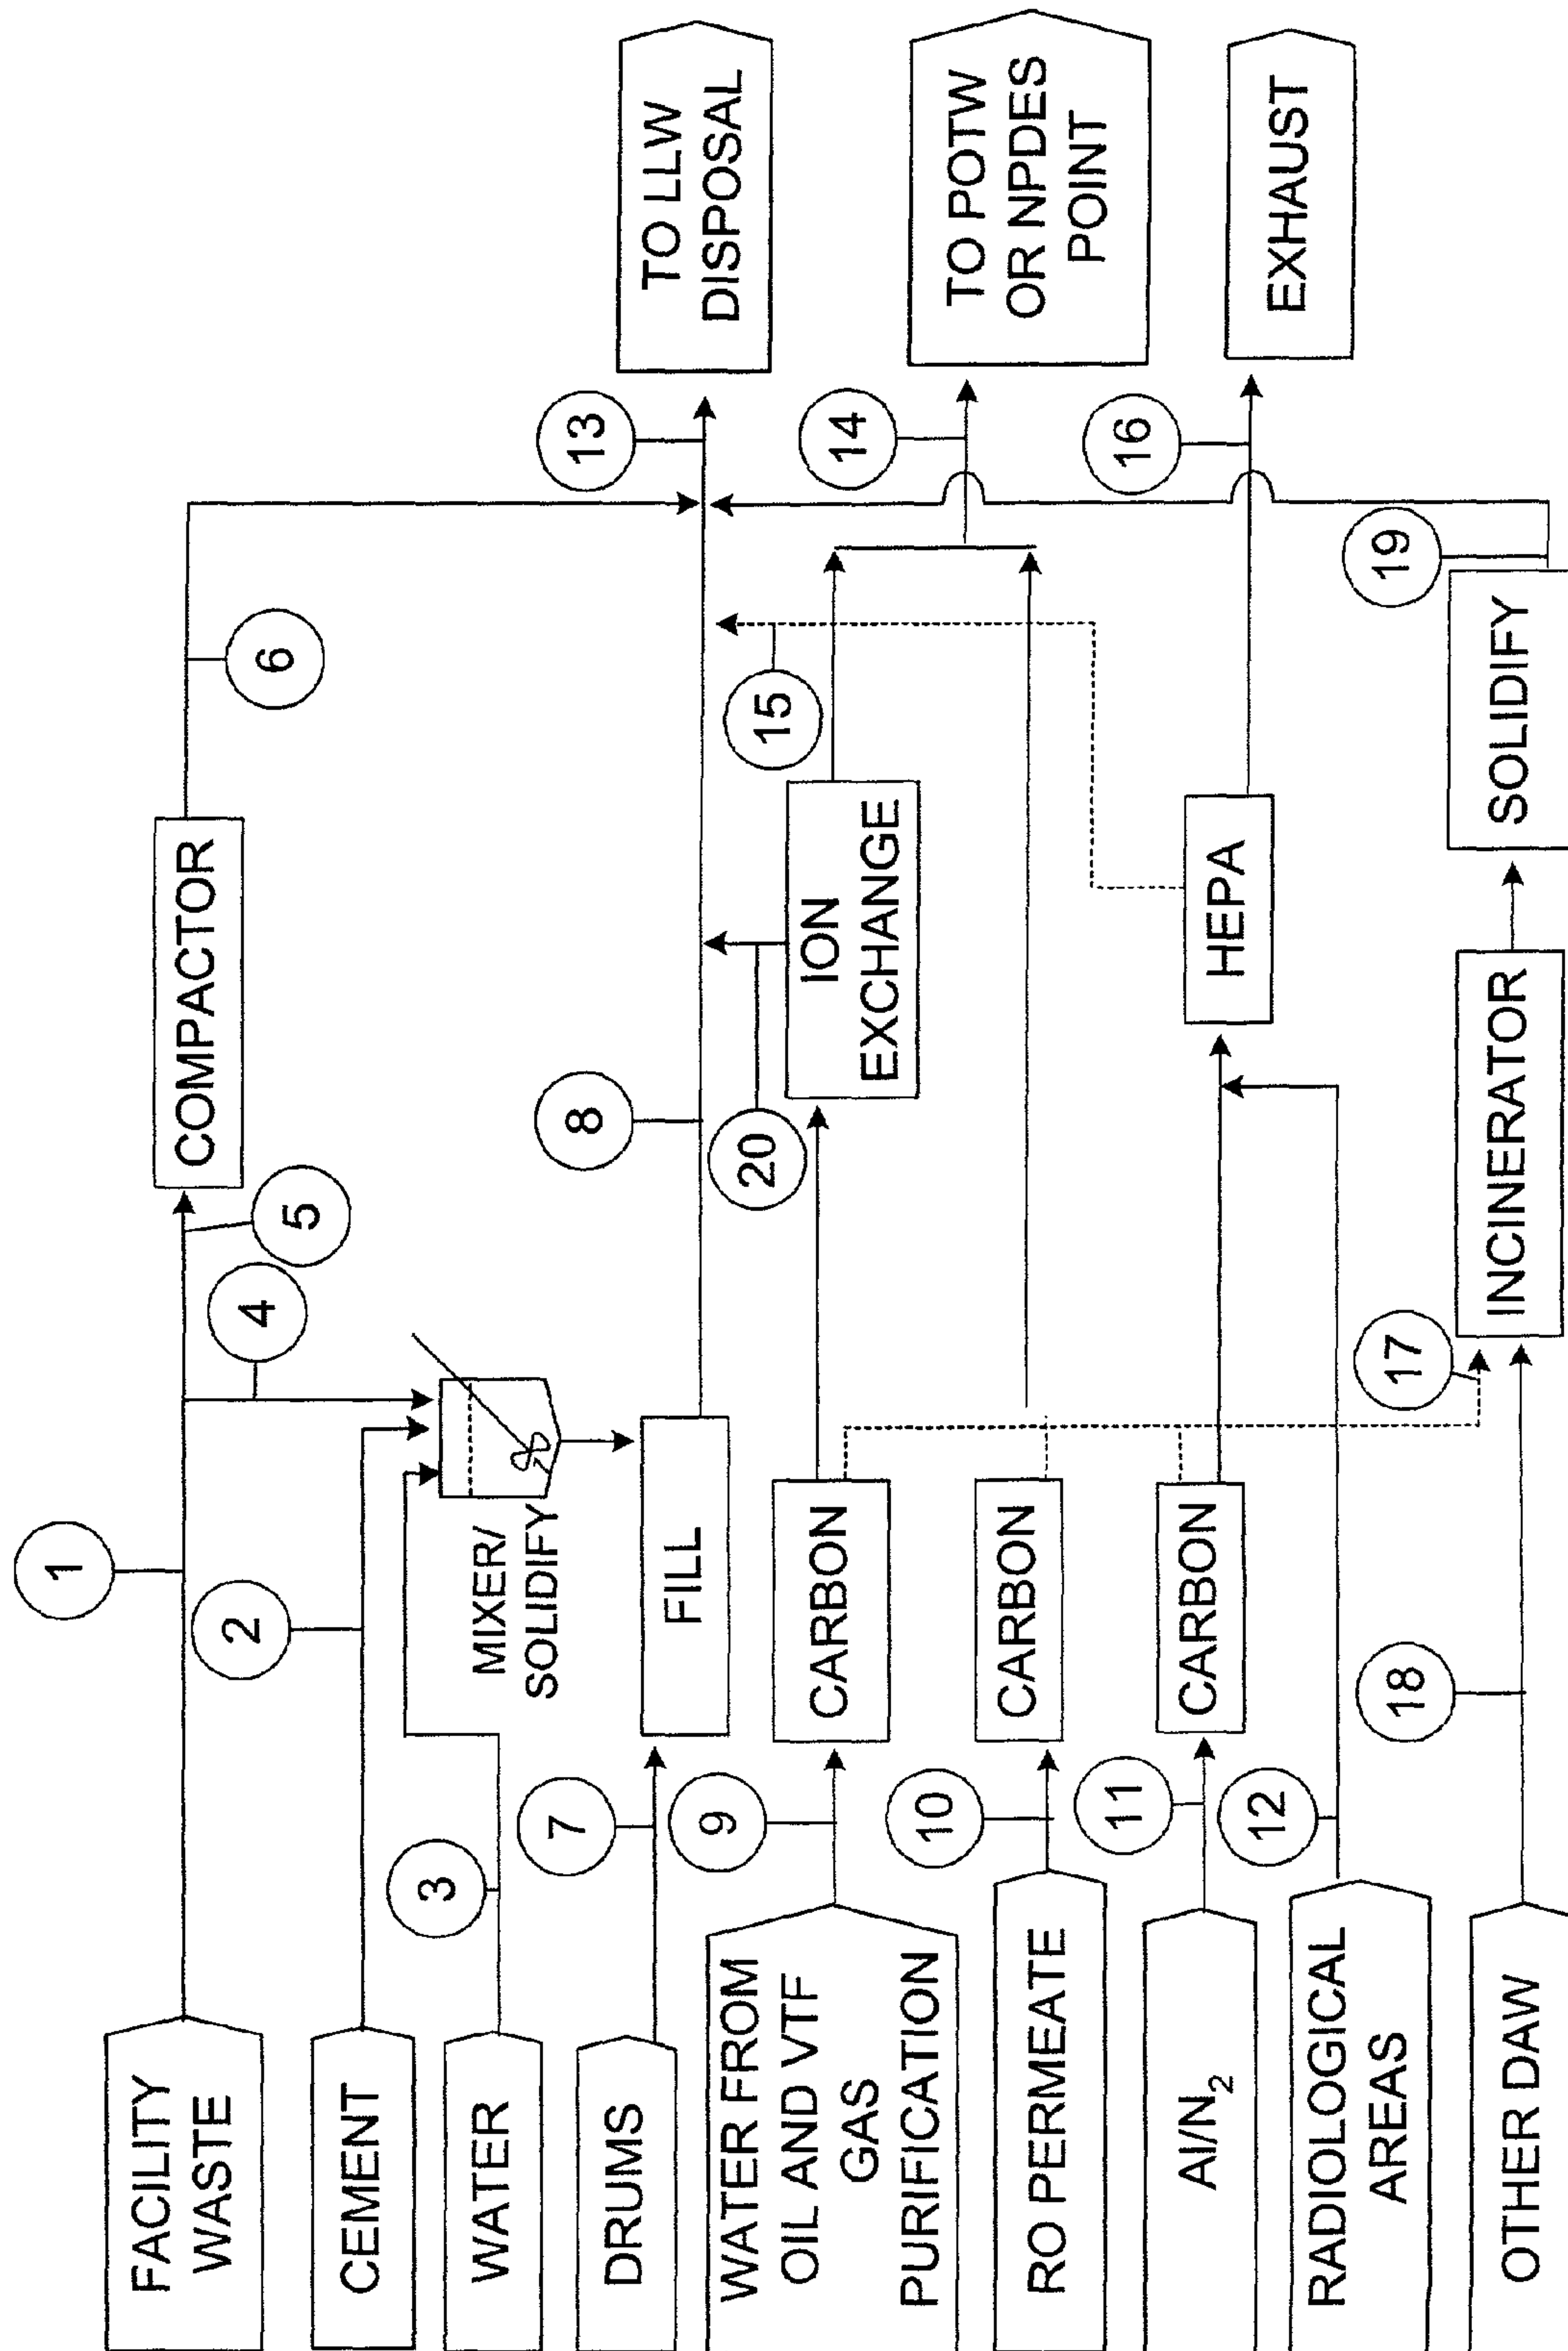 FACILITY
WASTE
CEMENT
WATER
DRUMS
WATER FROM
OIL AND VTF
GAS
PURIFICATION
RO PERMEATE
AI/N2
RADIOLOGICAL
AREAS
OTHER DAW
1
2
3
4
5
6
7
8
9
10
11
12
13
14
15
16
17
18
19
20
MIXER/
SOLIDIFY
FILL
CARBON
CARBON
CARBON
COMPACTOR
ION
EXCHANGE
HEPA
INCINERATOR
SOLIDIFY
TO LLW
DISPOSAL
TO POTW
OR NPDES
POINT
EXHAUST